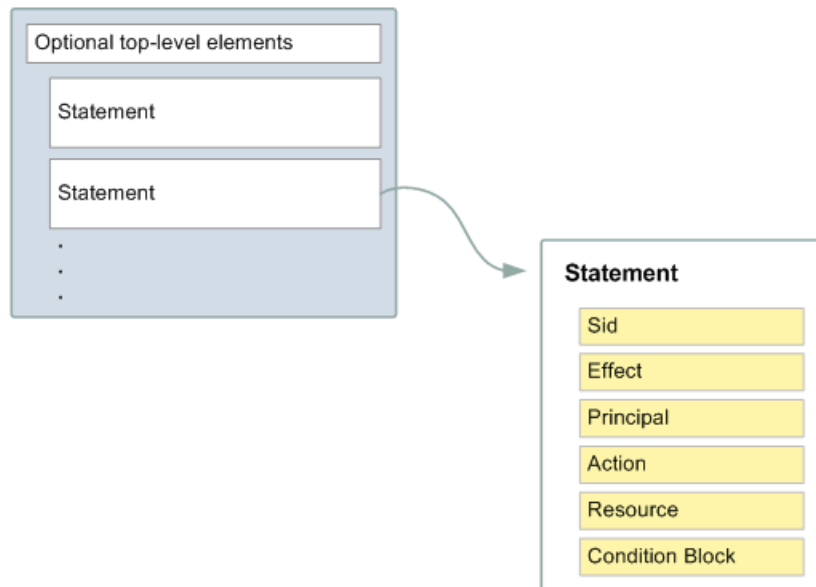 Optional top-level elements
Statement
Statement
.
.
.
Statement
Sid
Effect
Principal
Action
Resource
Condition Block